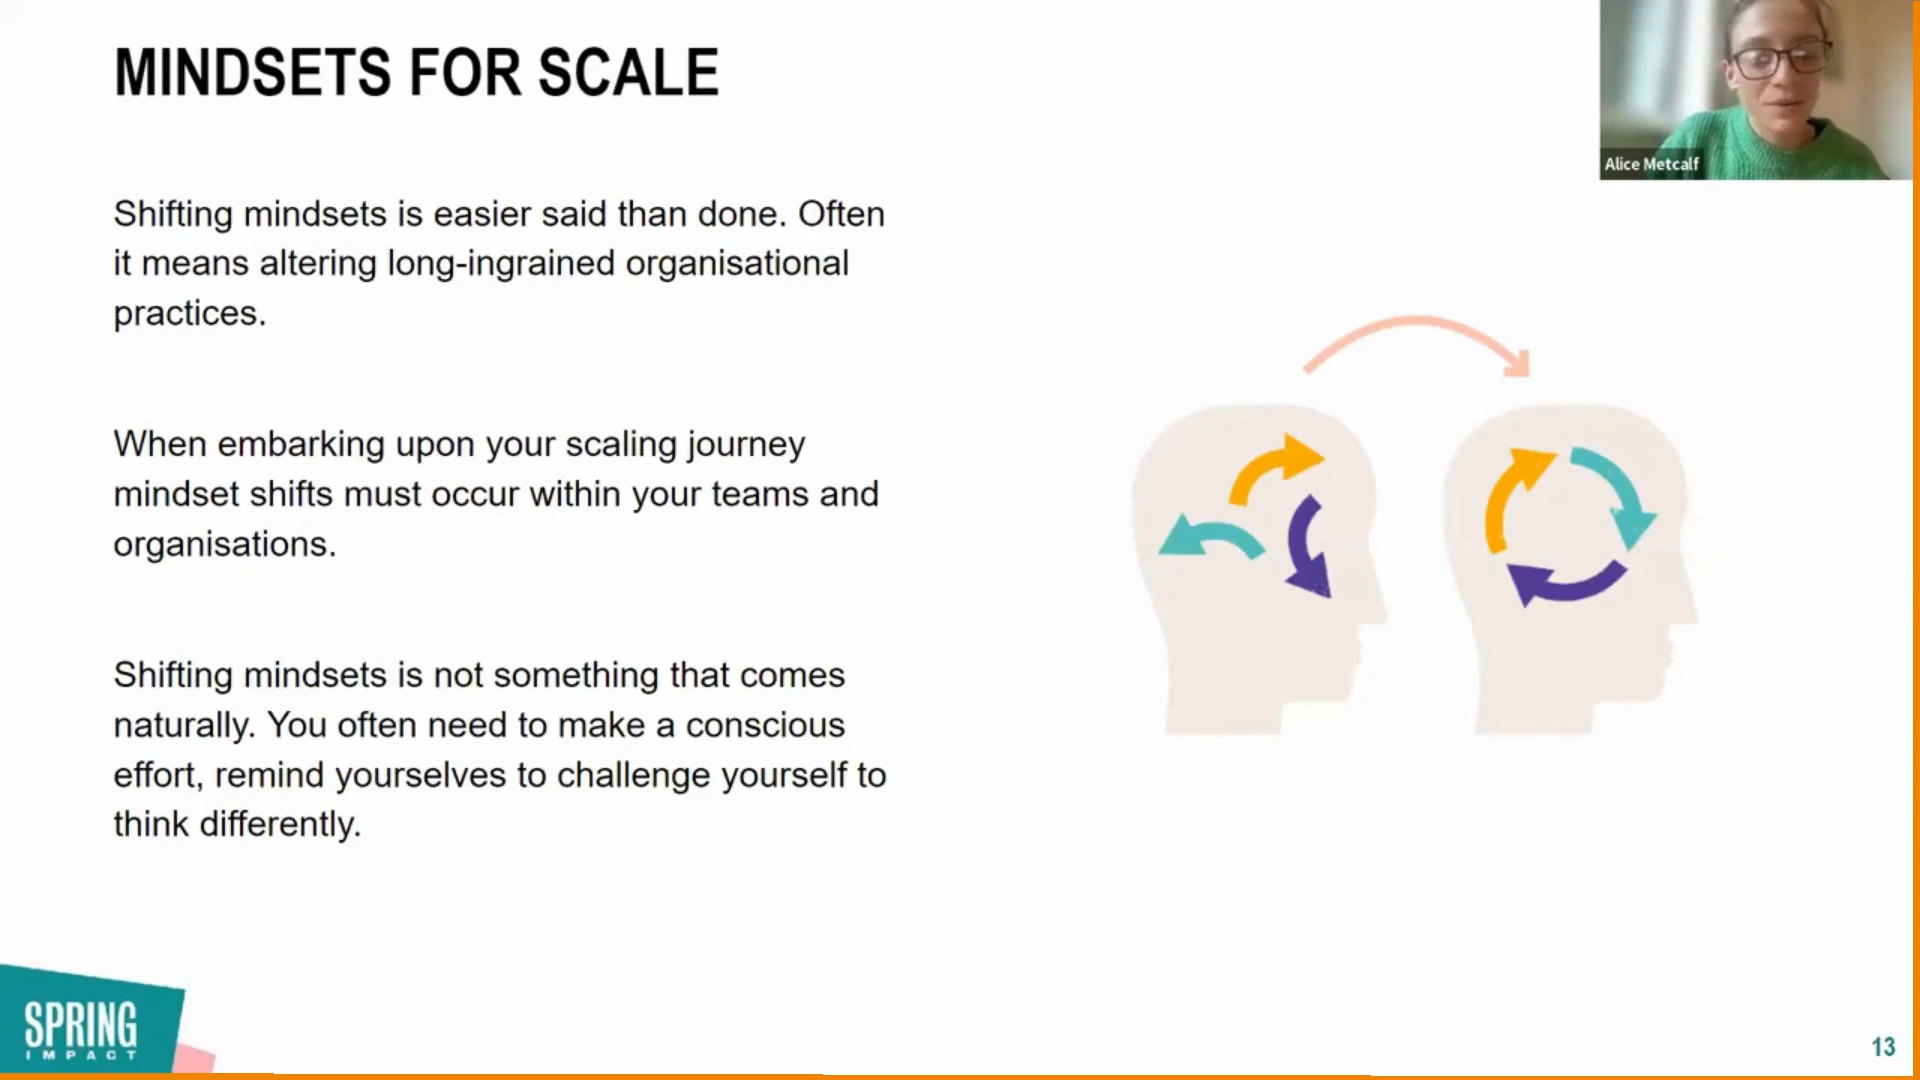 MINDSETS FOR SCALE
Alice Metcalf
Shifting mindsets is easier said than done. Often
it means altering long-ingrained organisational
practices.
When embarking upon your scaling journey
mindset shifts must occur within your teams and
organisations.
Shifting mindsets is not something that comes
naturally. You often need to make a conscious
effort, remind yourselves to challenge yourself to
think differently.
SPRING
IMPACT
13